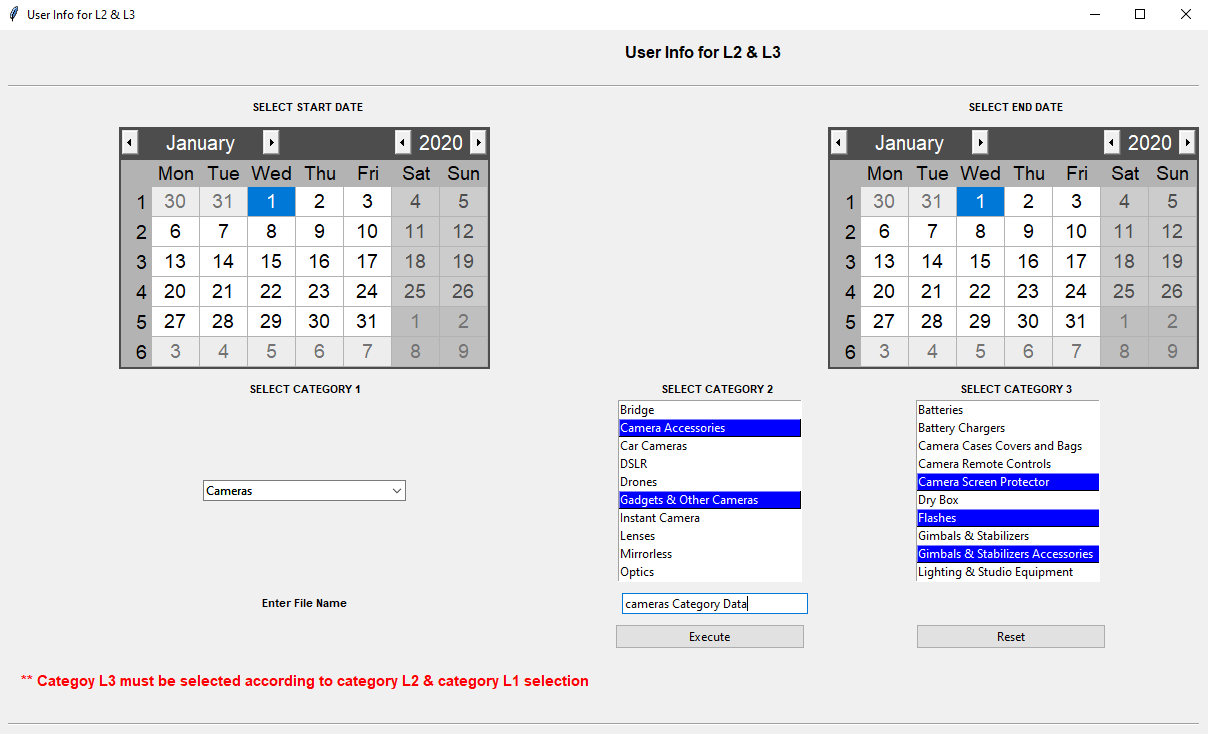 User Info for L2 & L3
User Info for L2 & L3
SELECT START DATE
January 2020
Mon Tue Wed Thu Fri Sat Sun
1 30 31 1 2 3 4 5
2 6 7 8 9 10 11 12
3 13 14 15 16 17 18 19
4 20 21 22 23 24 25 26
5 27 28 29 30 31 1 2
6 3 4 5 6 7 8 9
SELECT END DATE
January 2020
Mon Tue Wed Thu Fri Sat Sun
1 30 31 1 2 3 4 5
2 6 7 8 9 10 11 12
3 13 14 15 16 17 18 19
4 20 21 22 23 24 25 26
5 27 28 29 30 31 1 2
6 3 4 5 6 7 8 9
SELECT CATEGORY 1
Cameras
SELECT CATEGORY 2
Bridge
Camera Accessories
Car Cameras
DSLR
Drones
Gadgets & Other Cameras
Instant Camera
Lenses
Mirrorless
Optics
SELECT CATEGORY 3
Batteries
Battery Chargers
Camera Cases Covers and Bags
Camera Remote Controls
Camera Screen Protector
Dry Box
Flashes
Gimbals & Stabilizers
Gimbals & Stabilizers Accessories
Lighting & Studio Equipment
Enter File Name
cameras Category Data
Execute
Reset
** Categoy L3 must be selected according to category L2 & category L1 selection